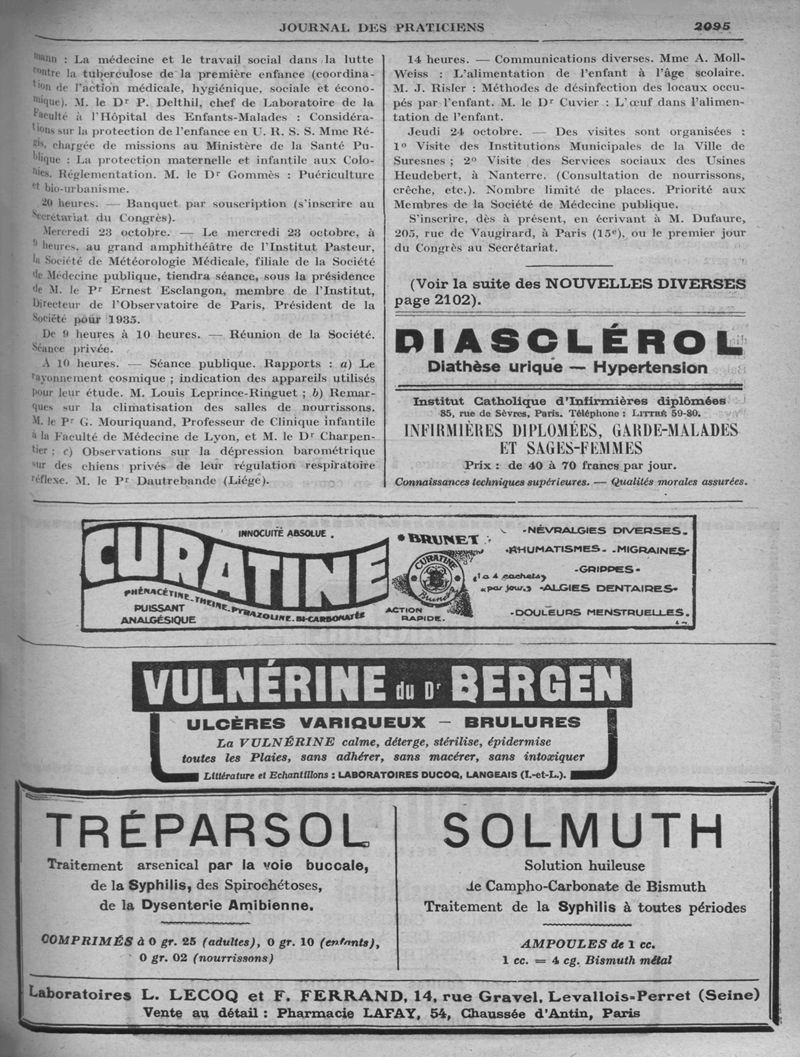 JOURNAL DES PRATICIENS 2095
mann : La médecine et le travail social dans la lutte
contre la tuberculose de la première enfance (coordina-
tion de l'action médicale, hygiénique, sociale et écono-
mique). M. le Dr P. Delthil, chef de Laboratoire de la
Faculté à l'Hôpital des Enfants-Malades : Considéra-
tions sur la protection de l'enfance en U. R. S. S. Mme Ré-
gis, chargée de missions au Ministère de la Santé Pu-
blique : La protection maternelle et infantile aux Colo-
nies. Réglementation. M. le Dr Gommès : Puériculture
et bio-urbanisme.
20 heures. — Banquet par souscription (s'inscrire au
Secrétariat du Congrès).
Mercredi 23 octobre. — Le mercredi 23 octobre, à
9 heures, au grand amphithéâtre de l'Institut Pasteur,
la Société de Météorologie Médicale, filiale de la Société
de Médecine publique, tiendra séance, sous la présidence
de M. le Pr Ernest Esclangon, membre de l'Institut,
Directeur de l'Observatoire de Paris, Président de la
Société pour 1935.
De 9 heures à 10 heures. — Réunion de la Société.
Séance privée.
A 10 heures. — Séance publique. Rapports : a) Le
rayonnement cosmique ; indication des appareils utilisés
pour leur étude. M. Louis Leprince-Ringuet ; b) Remar-
ques sur la climatisation des salles de nourrissons.
M. le Pr G. Mouriquand, Professeur de Clinique infantile
à la Faculté de Médecine de Lyon, et M. le Dr Charpen-
tier ; c) Observations sur la dépression barométrique
sur des chiens privés de leur régulation respiratoire
réflexe. M. le Pr Dautrebande (Liége).
14 heures. — Communications diverses. Mme A. Moll-
Weiss : L'alimentation de l'enfant à l'âge scolaire.
M. J. Risler : Méthodes de désinfection des locaux occu-
pés par l'enfant. M. le Dr Cuvier : L'œuf dans l'alimen-
tation de l'enfant.
Jeudi 24 octobre. — Des visites sont organisées :
1o Visite des Institutions Municipales de la Ville de
Suresnes ; 2o Visite des Services sociaux des Usines
Heudebert, à Nanterre. (Consultation de nourrissons,
crêche, etc.). Nombre limité de places. Priorité aux
Membres de la Société de Médecine publique.
S'inscrire, dès à présent, en écrivant à M. Dufaure,
205, rue de Vaugirard, à Paris (15e), ou le premier jour
du Congrès au Secrétariat.
(Voir la suite des NOUVELLES DIVERSES
page 2102).
DIASCLÉROL
Diathèse urique — Hypertension
Institut Catholique d'Infirmières diplômées
85, rue de Sèvres, Paris. Téléphone : LITTRÉ 59-80.
INFIRMIÈRES DIPLOMÉES, GARDE-MALADES
ET SAGES-FEMMES
Prix : de 40 à 70 francs par jour.
Connaissances techniques supérieures. — Qualités morales assurées.
INNOCUITÉ ABSOLUE.
CURATINE
PHÉNACÉTINE-THEINE-PYRAZOLINE-BI-CARBONATÉE
PUISSANT
ANALGÉSIQUE
BRUNET
CURATINE
Brunet
ACTION
RAPIDE.
-NÉVRALGIES DIVERSES-
-RHUMATISMES- -MIGRAINES-
-GRIPPES-
(1 à 4 cachets
par jour.) -ALGIES DENTAIRES-
-DOULEURS MENSTRUELLES-
VULNÉRINE du Dr BERGEN
ULCÈRES VARIQUEUX — BRULURES
La VULNÉRINE calme, déterge, stérilise, épidermise
toutes les Plaies, sans adhérer, sans macérer, sans intoxiquer
Littérature et Echantillons : LABORATOIRES DUCOQ, LANGEAIS (I.-et-L.).
TRÉPARSOL
Traitement arsenical par la voie buccale,
de la Syphilis, des Spirochétoses,
de la Dysenterie Amibienne.
COMPRIMÉS à 0 gr. 25 (adultes), 0 gr. 10 (enfants),
0 gr. 02 (nourrissons)
SOLMUTH
Solution huileuse
de Campho-Carbonate de Bismuth
Traitement de la Syphilis à toutes périodes
AMPOULES de 1 cc.
1 cc. = 4 cg. Bismuth métal
Laboratoires L. LECOQ et F. FERRAND, 14, rue Gravel, Levallois-Perret (Seine)
Vente au détail : Pharmacie LAFAY, 54, Chaussée d'Antin, Paris